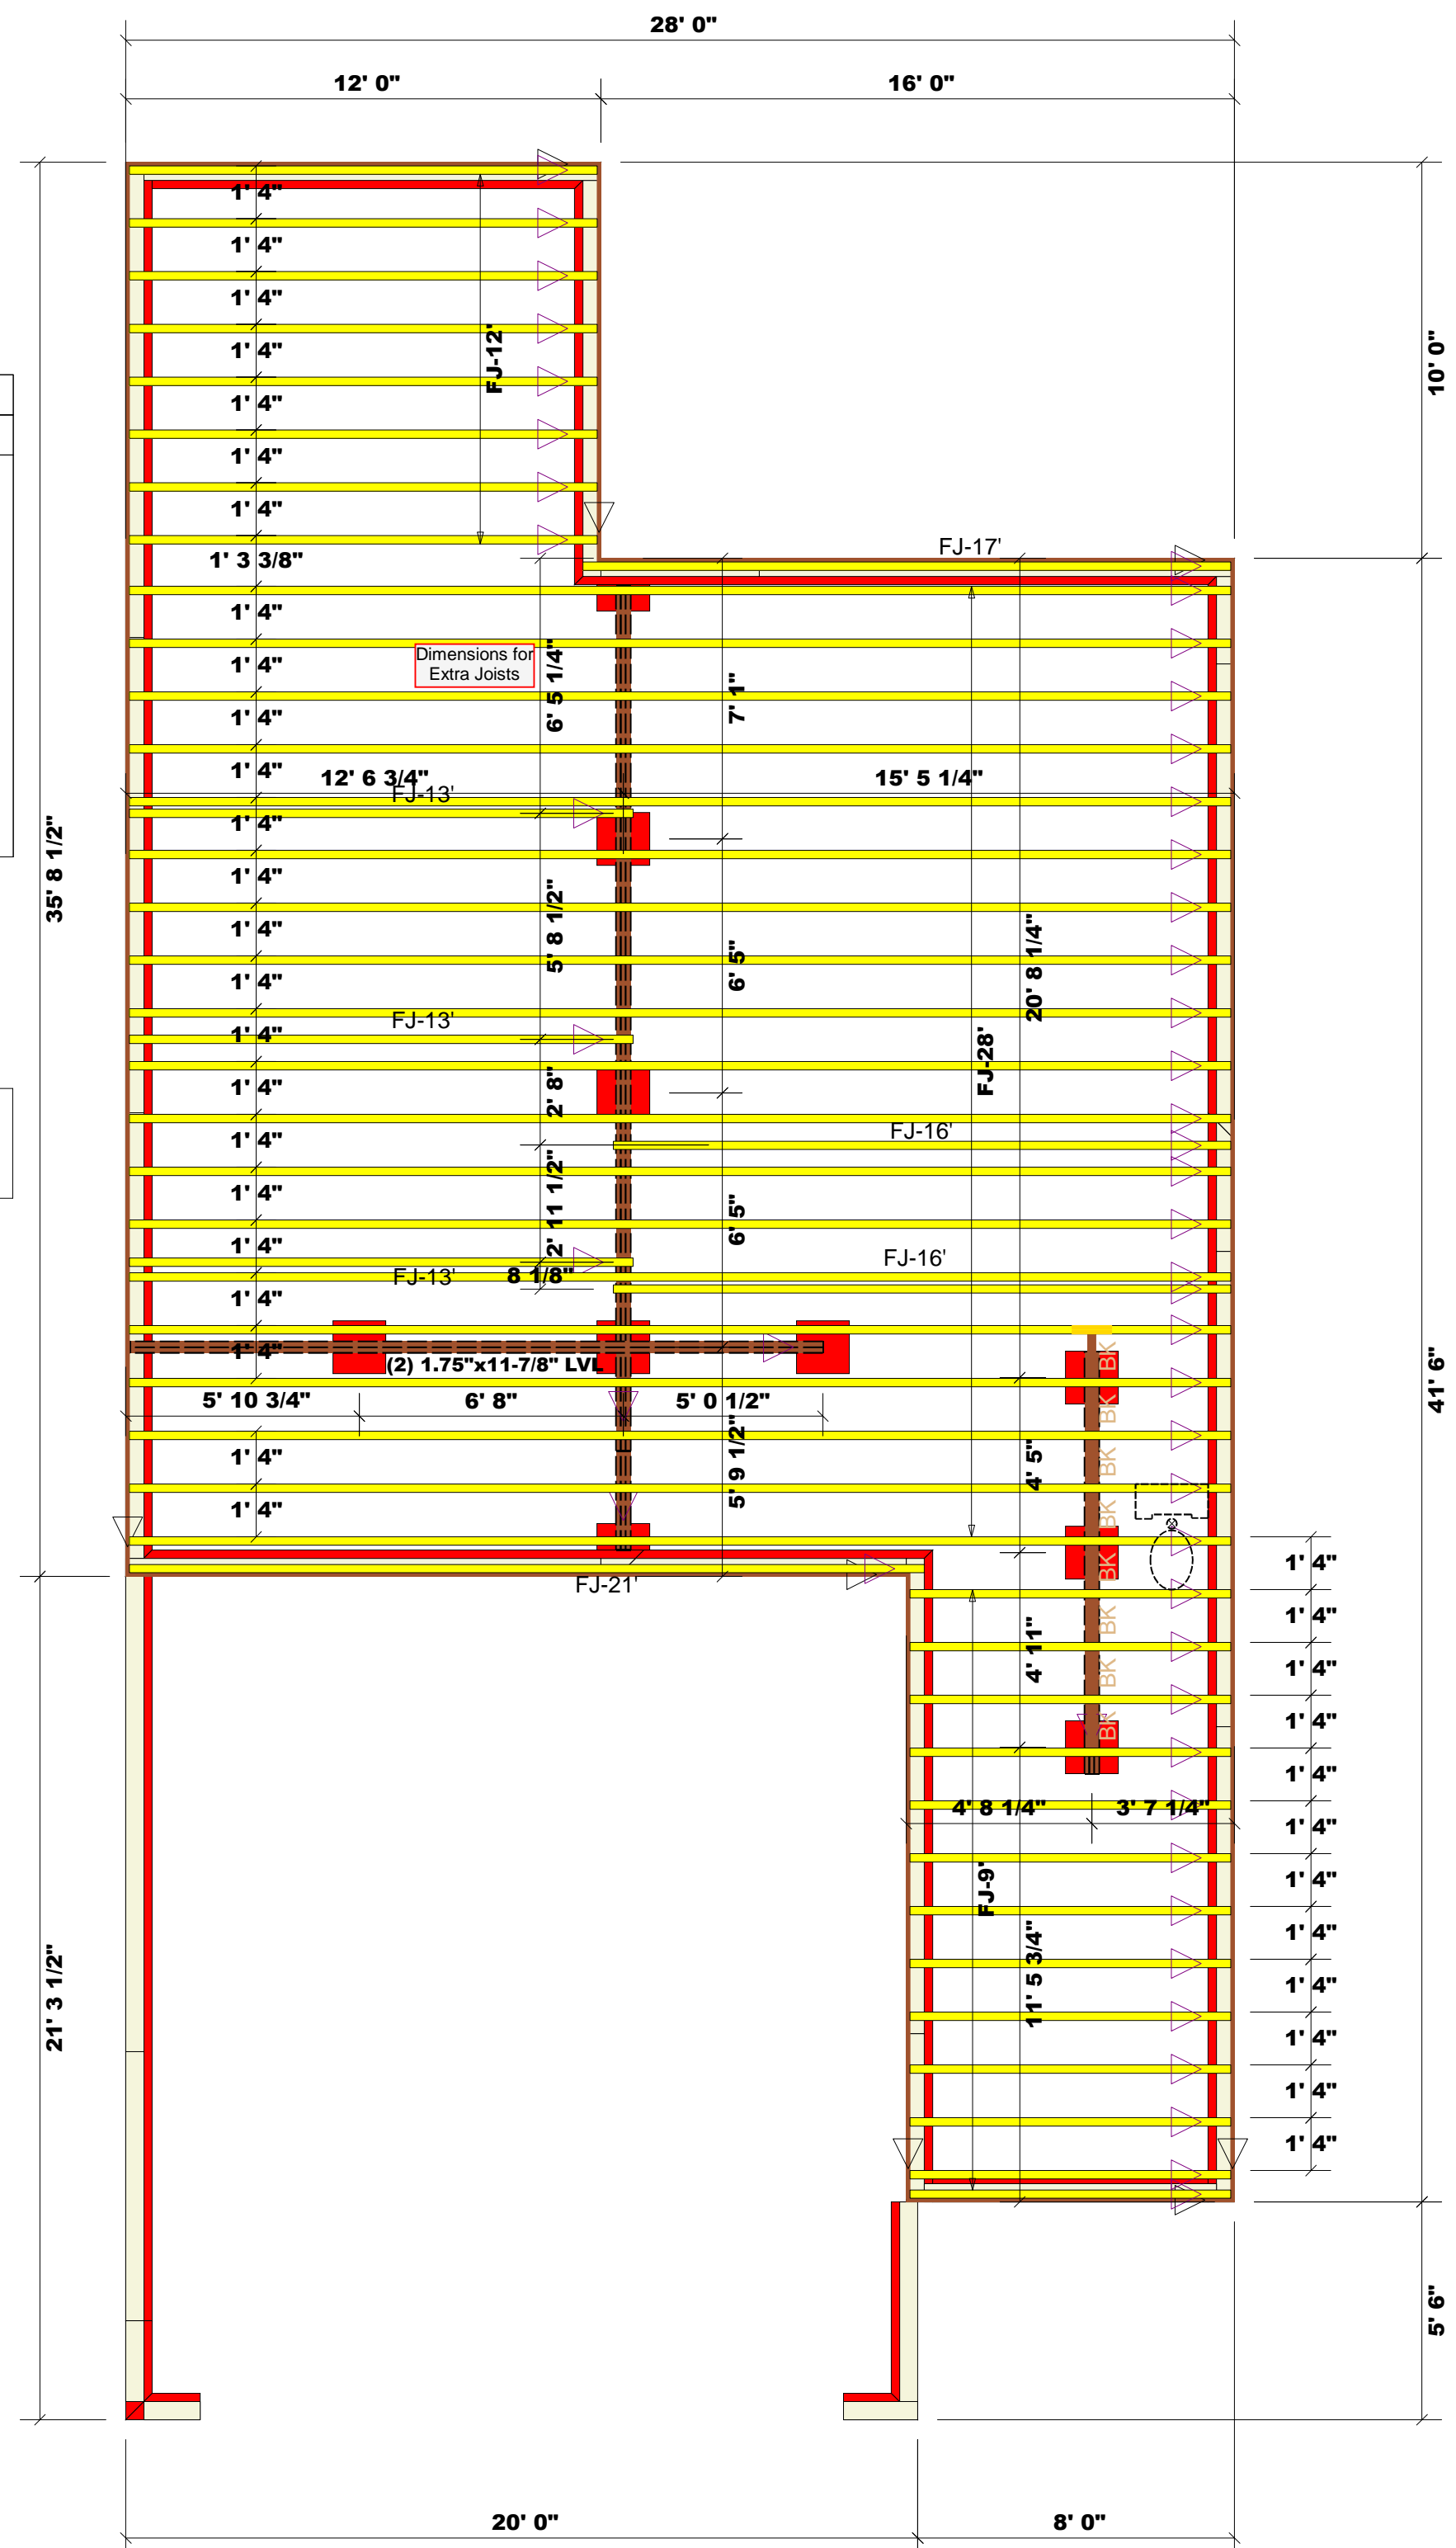 28' 0"
12' 0"
16' 0"
1' 4"
1' 4"
1' 4"
1' 4"
1' 4"
1' 4"
1' 4"
FJ-12'
10' 0"
1' 3 3/8"
FJ-17'
1' 4"
1' 4"
1' 4"
1' 4"
Dimensions for
Extra Joists
6' 5 1/4"
7' 1"
12' 6 3/4"
15' 5 1/4"
FJ-13'
35' 8 1/2"
1' 4"
1' 4"
1' 4"
1' 4"
5' 8 1/2"
6' 5"
20' 8 1/4"
FJ-13'
1' 4"
1' 4"
FJ-28'
2' 8"
1' 4"
FJ-16'
1' 4"
2' 11 1/2"
6' 5"
1' 4"
FJ-16'
FJ-13'
8 1/8"
1' 4"
1' 4"
(2) 1.75"x11-7/8" LVL
BK
41' 6"
5' 10 3/4"
6' 8"
5' 0 1/2"
BK
1' 4"
5' 9 1/2"
4' 5"
BK
1' 4"
BK
FJ-21'
BK
1' 4"
4' 11"
BK
1' 4"
BK
1' 4"
BK
1' 4"
1' 4"
4' 8 1/4"
3' 7 1/4"
1' 4"
FJ-9'
1' 4"
21' 3 1/2"
11' 5 3/4"
1' 4"
1' 4"
1' 4"
1' 4"
1' 4"
5' 6"
20' 0"
8' 0"